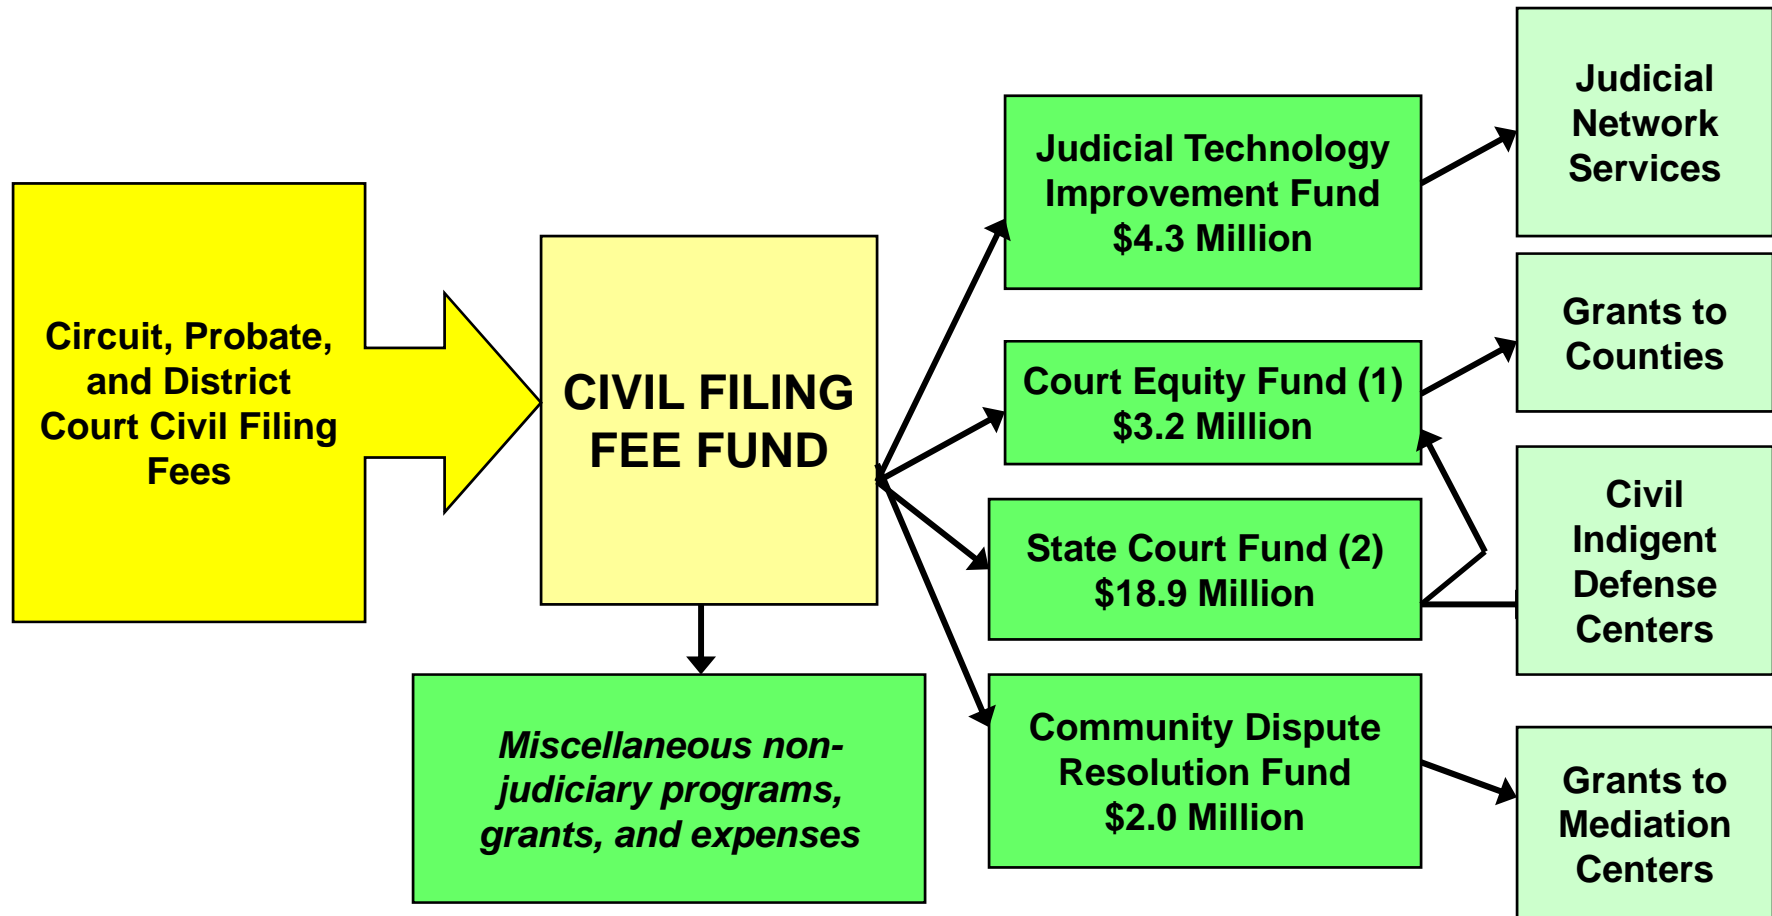 Circuit, Probate,
and District
Court Civil Filing
Fees
CIVIL FILING
FEE FUND
Miscellaneous non-
judiciary programs,
grants, and expenses
Judicial Technology
Improvement Fund
$4.3 Million
Court Equity Fund (1)
$3.2 Million
State Court Fund (2)
$18.9 Million
Community Dispute
Resolution Fund
$2.0 Million
Judicial
Network
Services
Grants to
Counties
Civil
Indigent
Defense
Centers
Grants to
Mediation
Centers